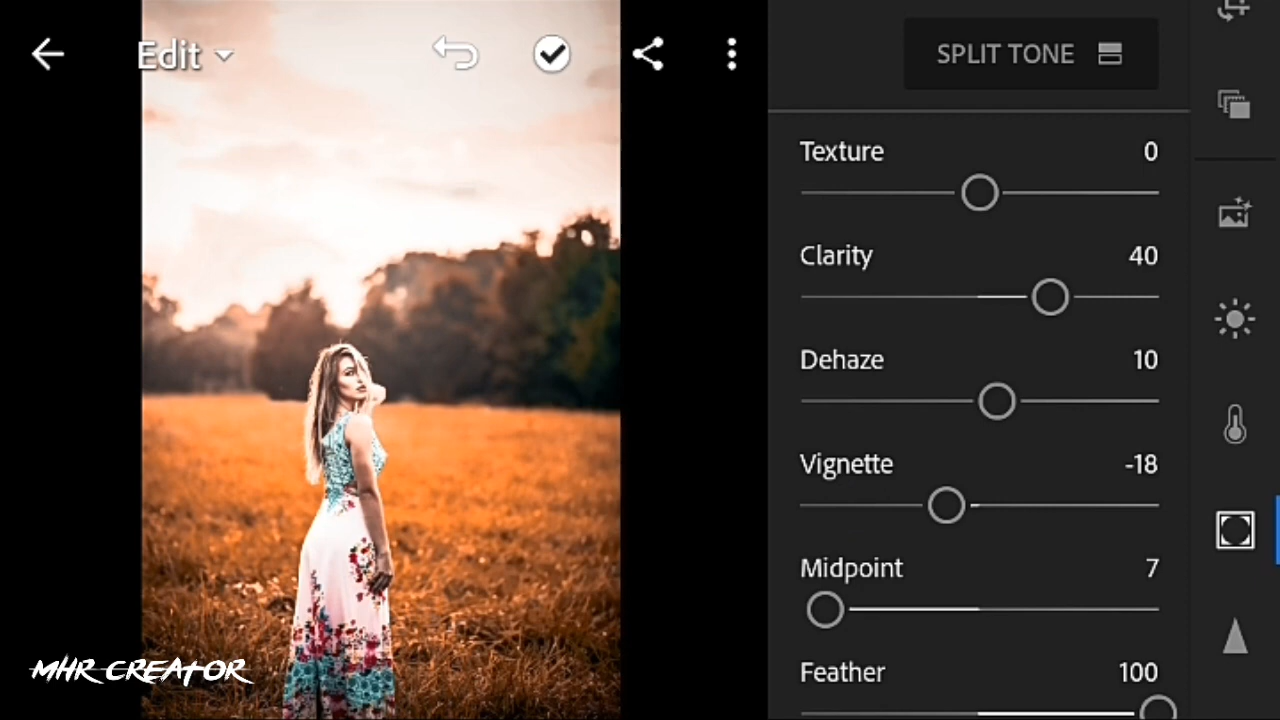 Edit
SPLIT TONE
Texture 0
Clarity 40
Dehaze 10
Vignette -18
Midpoint 7
Feather 100
MHR CREATOR